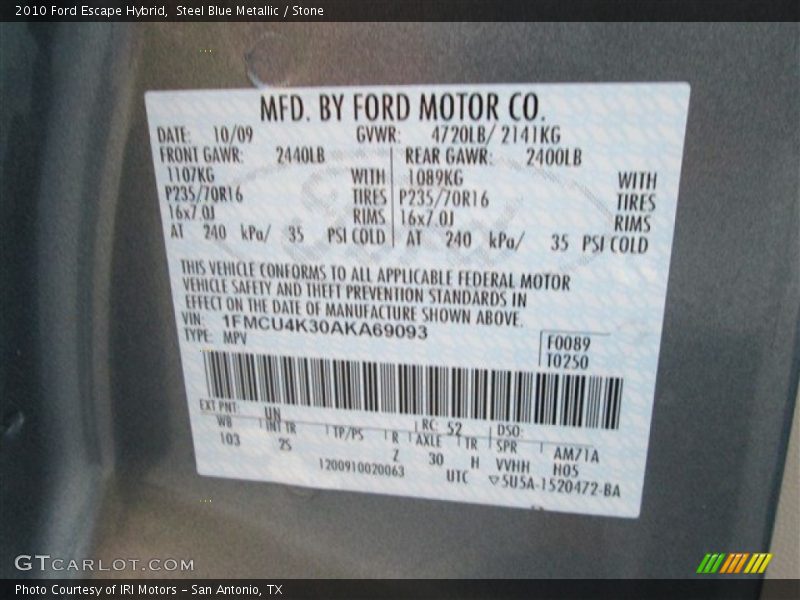 2010 Ford Escape Hybrid, Steel Blue Metallic / Stone
MFD. BY FORD MOTOR CO.
DATE: 10/09 GVWR: 4720LB/ 2141KG
FRONT GAWR: 2440LB REAR GAWR: 2400LB
1107KG WITH 1089KG WITH
P235/70R16 TIRES P235/70R16 TIRES
16x7.0J RIMS 16x7.0J RIMS
AT 240 kPa/ 35 PSI COLD AT 240 kPa/ 35 PSI COLD
THIS VEHICLE CONFORMS TO ALL APPLICABLE FEDERAL MOTOR
VEHICLE SAFETY AND THEFT PREVENTION STANDARDS IN
EFFECT ON THE DATE OF MANUFACTURE SHOWN ABOVE.
VIN: 1FMCU4K30AKA69093
TYPE: MPV
F0089
T0250
EXT PNT: UN RC: 52 DSO:
WB INT TR TP/PS R AXLE TR SPR AM71A
103 2S Z 30 H VVHH H05
1200910020063 UTC ▽5U5A-1520472-BA
GTCARLOT.COM
Photo Courtesy of IRI Motors – San Antonio, TX